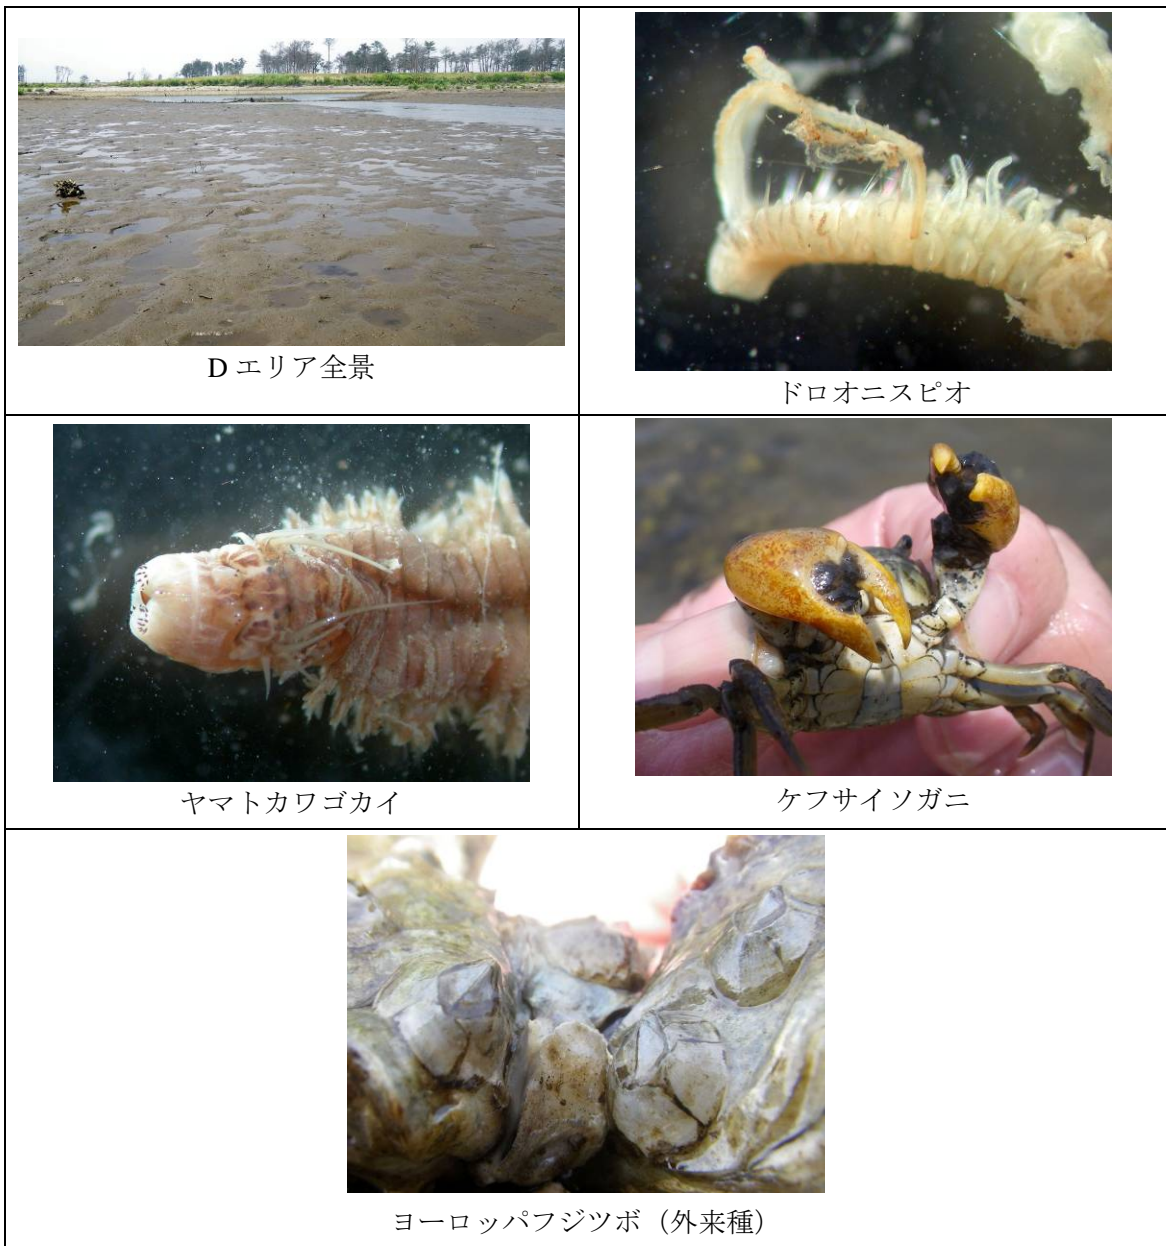 D エリア全景
ドロオニスピオ
ヤマトカワゴカイ
ケフサイソガニ
ヨーロッパフジツボ（外来種）